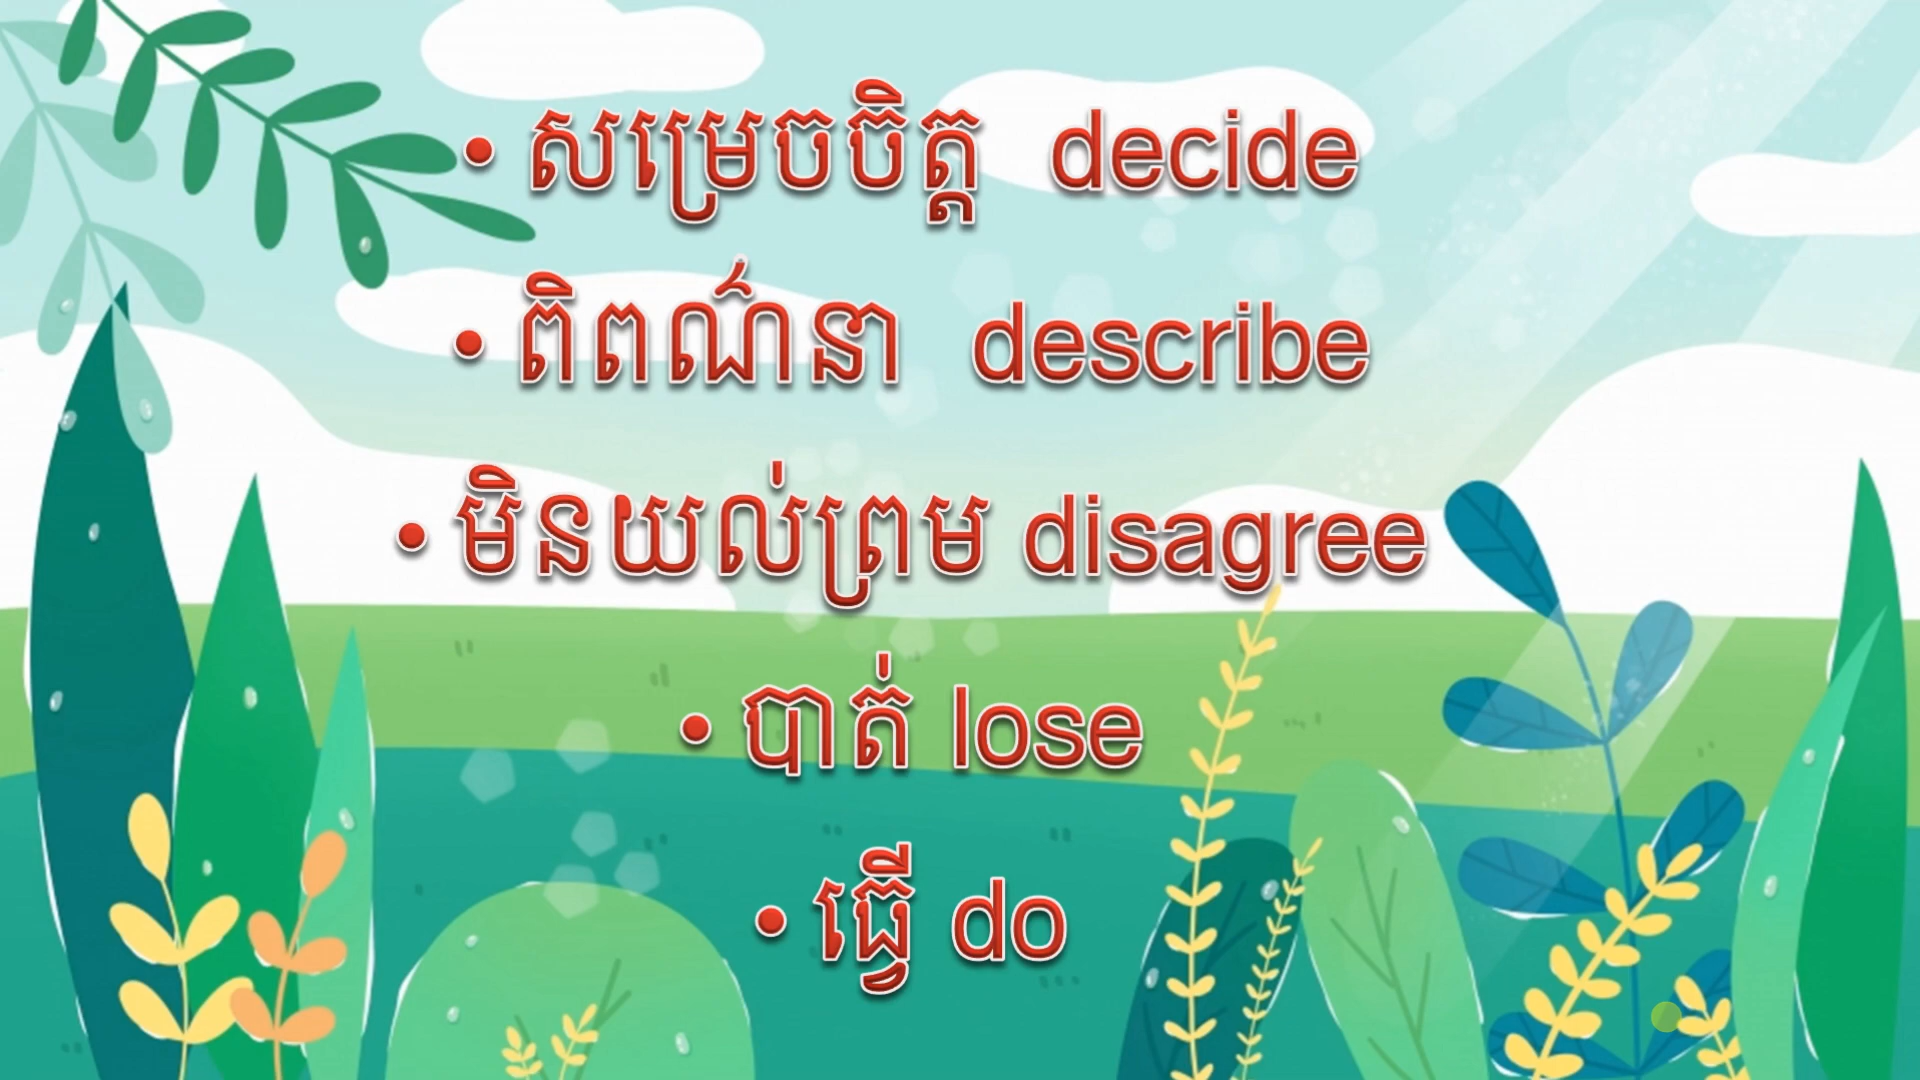 • សម្រេចចិត្ត decide
• ពិពណ៌នា describe
• មិនយល់ព្រម disagree
• បាត់ lose
• ធ្វើ do